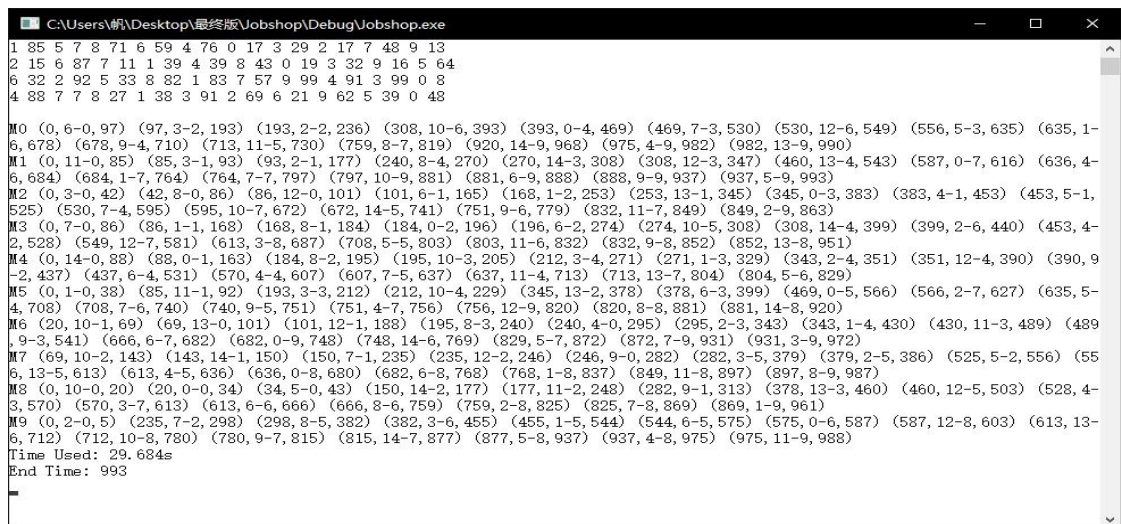 C:\Users\帆\Desktop\最终版\Jobshop\Debug\Jobshop.exe
1 85 5 7 8 71 6 59 4 76 0 17 3 29 2 17 7 48 9 13
2 15 6 87 7 11 1 39 4 39 8 43 0 19 3 32 9 16 5 64
6 32 2 92 5 33 8 82 1 83 7 57 9 99 4 91 3 99 0 8
4 88 7 7 8 27 1 38 3 91 2 69 6 21 9 62 5 39 0 48
M0 (0,6-0,97) (97,3-2,193) (193,2-2,236) (308,10-6,393) (393,0-4,469) (469,7-3,530) (530,12-6,549) (556,5-3,635) (635,1-
6,678) (678,9-4,710) (713,11-5,730) (759,8-7,819) (920,14-9,968) (975,4-9,982) (982,13-9,990)
M1 (0,11-0,85) (85,3-1,93) (93,2-1,177) (240,8-4,270) (270,14-3,308) (308,12-3,347) (460,13-4,543) (587,0-7,616) (636,4-
6,684) (684,1-7,764) (764,7-7,797) (797,10-9,881) (881,6-9,888) (888,9-9,937) (937,5-9,993)
M2 (0,3-0,42) (42,8-0,86) (86,12-0,101) (101,6-1,165) (168,1-2,253) (253,13-1,345) (345,0-3,383) (383,4-1,453) (453,5-1,
525) (530,7-4,595) (595,10-7,672) (672,14-5,741) (751,9-6,779) (832,11-7,849) (849,2-9,863)
M3 (0,7-0,86) (86,1-1,168) (168,8-1,184) (184,0-2,196) (196,6-2,274) (274,10-5,308) (308,14-4,399) (399,2-6,440) (453,4-
2,528) (549,12-7,581) (613,3-8,687) (708,5-5,803) (803,11-6,832) (832,9-8,852) (852,13-8,951)
M4 (0,14-0,88) (88,0-1,163) (184,8-2,195) (195,10-3,205) (212,3-4,271) (271,1-3,329) (343,2-4,351) (351,12-4,390) (390,9
-2,437) (437,6-4,531) (570,4-4,607) (607,7-5,637) (637,11-4,713) (713,13-7,804) (804,5-6,829)
M5 (0,1-0,38) (85,11-1,92) (193,3-3,212) (212,10-4,229) (345,13-2,378) (378,6-3,399) (469,0-5,566) (566,2-7,627) (635,5-
4,708) (708,7-6,740) (740,9-5,751) (751,4-7,756) (756,12-9,820) (820,8-8,881) (881,14-8,920)
M6 (20,10-1,69) (69,13-0,101) (101,12-1,188) (195,8-3,240) (240,4-0,295) (295,2-3,343) (343,1-4,430) (430,11-3,489) (489
,9-3,541) (666,6-7,682) (682,0-9,748) (748,14-6,769) (829,5-7,872) (872,7-9,931) (931,3-9,972)
M7 (69,10-2,143) (143,14-1,150) (150,7-1,235) (235,12-2,246) (246,9-0,282) (282,3-5,379) (379,2-5,386) (525,5-2,556) (55
6,13-5,613) (613,4-5,636) (636,0-8,680) (682,6-8,768) (768,1-8,837) (849,11-8,897) (897,8-9,987)
M8 (0,10-0,20) (20,0-0,34) (34,5-0,43) (150,14-2,177) (177,11-2,248) (282,9-1,313) (378,13-3,460) (460,12-5,503) (528,4-
3,570) (570,3-7,613) (613,6-6,666) (666,8-6,759) (759,2-8,825) (825,7-8,869) (869,1-9,961)
M9 (0,2-0,5) (235,7-2,298) (298,8-5,382) (382,3-6,455) (455,1-5,544) (544,6-5,575) (575,0-6,587) (587,12-8,603) (613,13-
6,712) (712,10-8,780) (780,9-7,815) (815,14-7,877) (877,5-8,937) (937,4-8,975) (975,11-9,988)
Time Used: 29.684s
End Time: 993